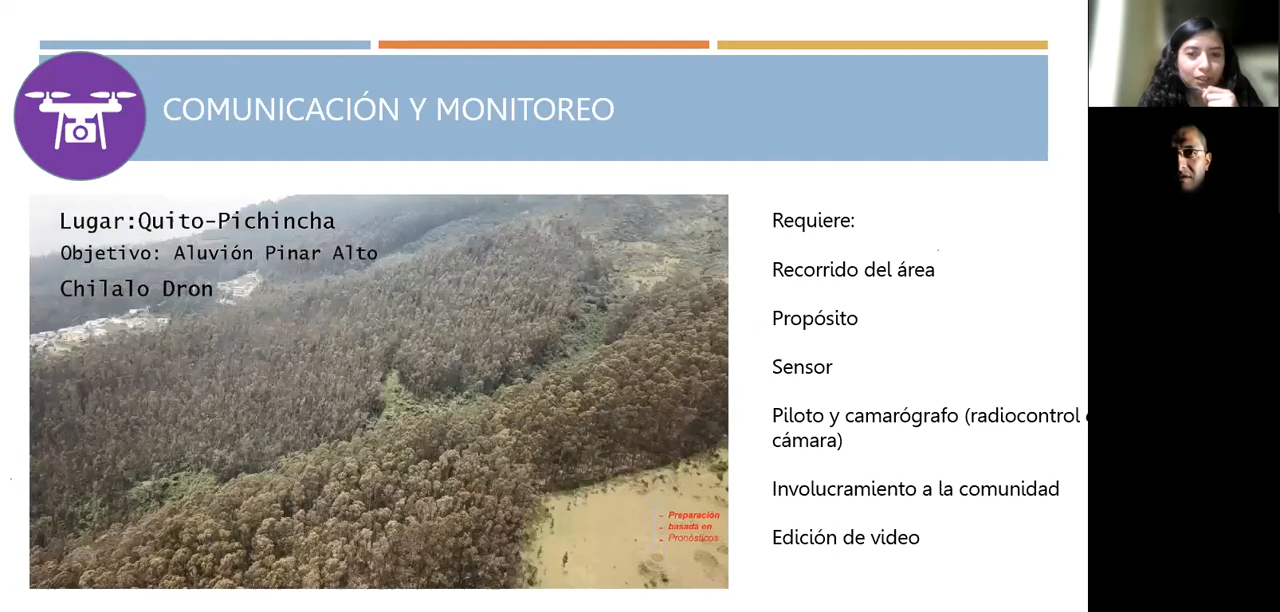 COMUNICACIÓN Y MONITOREO
Lugar:Quito-Pichincha
Objetivo: Aluvión Pinar Alto
Chilalo Dron
- Preparación
- basada en
- Pronósticos
Requiere:
Recorrido del área
Propósito
Sensor
Piloto y camarógrafo (radiocontrol
cámara)
Involucramiento a la comunidad
Edición de video